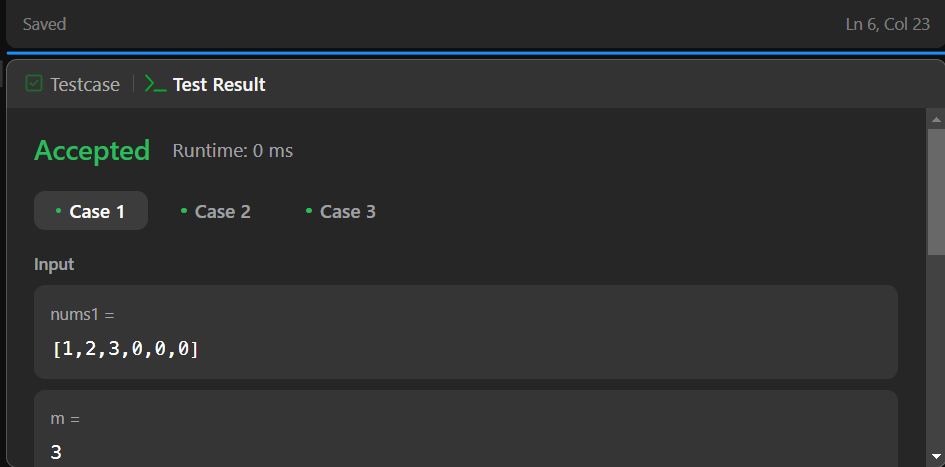 Saved Ln 6, Col 23
Testcase Test Result
Accepted Runtime: 0 ms
Case 1 Case 2 Case 3
Input
nums1 =
[1,2,3,0,0,0]
m =
3